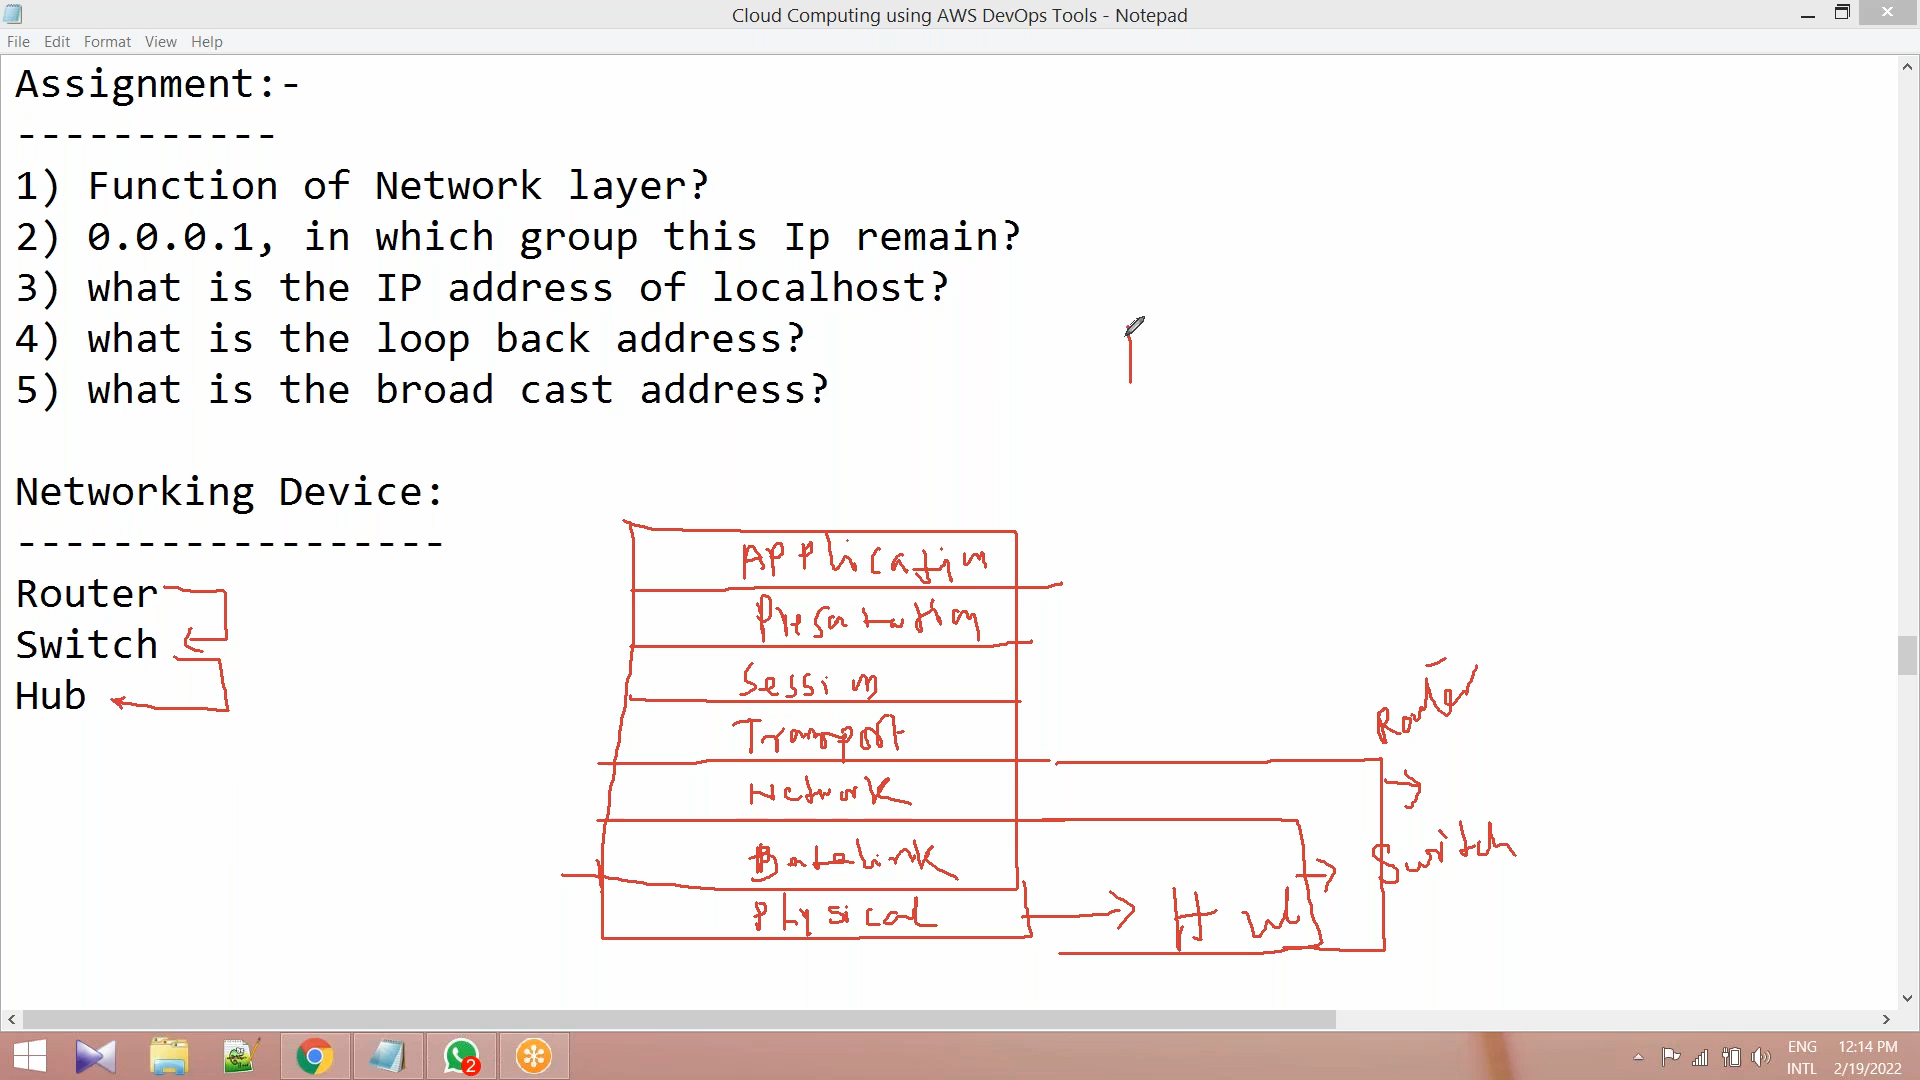 Cloud Computing using AWS DevOps Tools - Notepad
File Edit Format View Help
Assignment:-
-----------
1) Function of Network layer?
2) 0.0.0.1, in which group this Ip remain?
3) what is the IP address of localhost?
4) what is the loop back address?
5) what is the broad cast address?
Networking Device:
------------------
Router
Switch
Hub
Application
Presentation
Session
Transport
Network
Datalink
Physical
Hub
Router
Switch
2
ENG
INTL
12:14 PM
2/19/2022